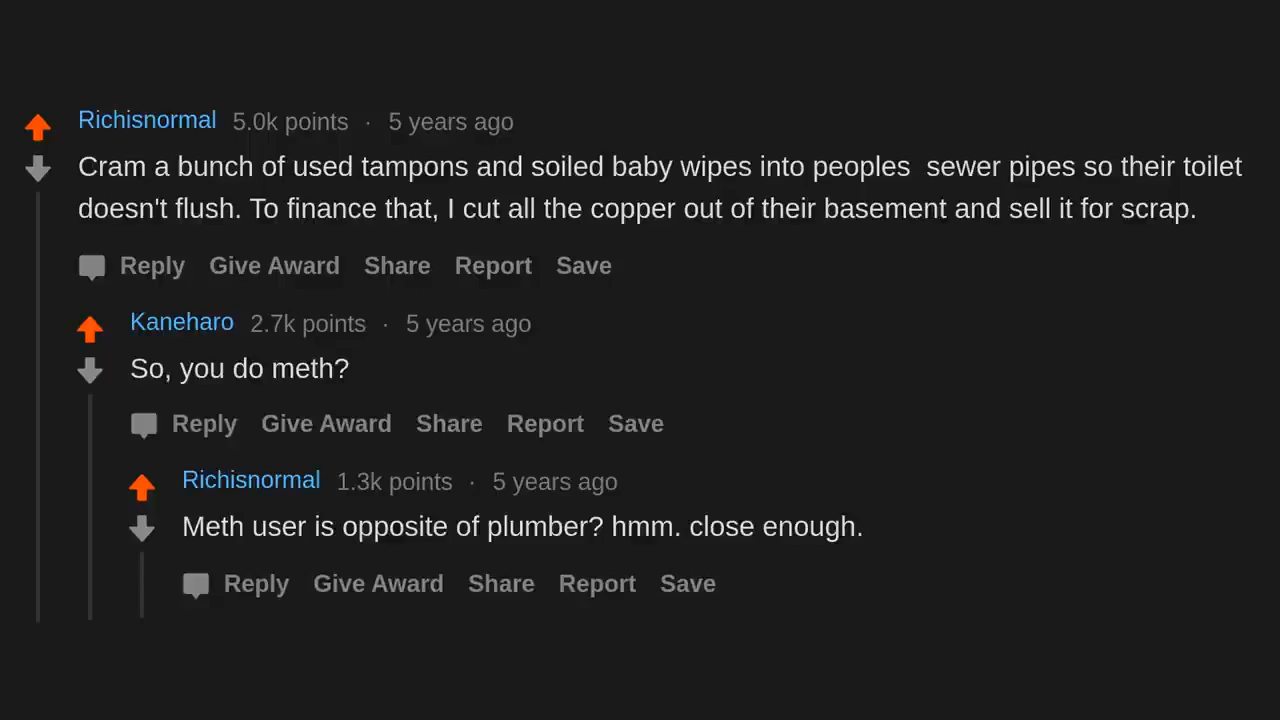 Richisnormal 5.0k points · 5 years ago
Cram a bunch of used tampons and soiled baby wipes into peoples  sewer pipes so their toilet
doesn't flush. To finance that, I cut all the copper out of their basement and sell it for scrap.
Reply Give Award Share Report Save
Kaneharo 2.7k points · 5 years ago
So, you do meth?
Reply Give Award Share Report Save
Richisnormal 1.3k points · 5 years ago
Meth user is opposite of plumber? hmm. close enough.
Reply Give Award Share Report Save